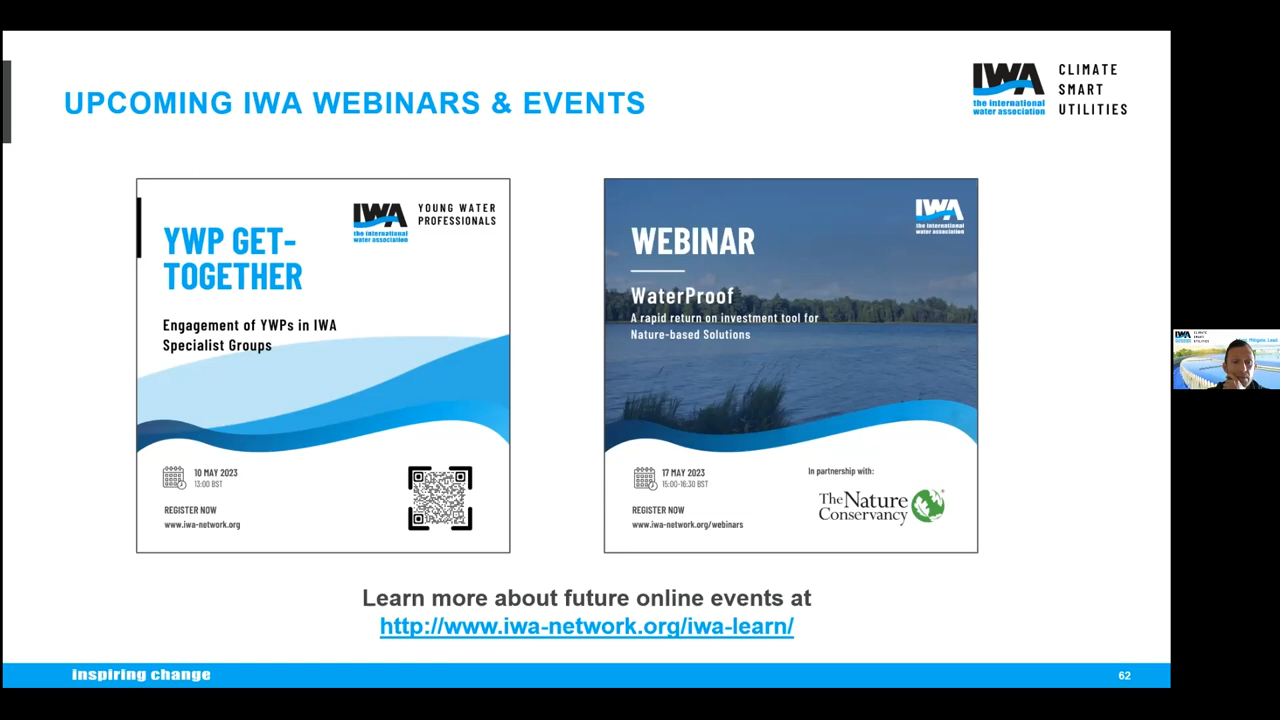 UPCOMING IWA WEBINARS & EVENTS
IWA
the international
water association
CLIMATE
SMART
UTILITIES
YWP GET-
TOGETHER
IWA
the international
water association
YOUNG WATER
PROFESSIONALS
Engagement of YWPs in IWA
Specialist Groups
10 MAY 2023
13:00 BST
REGISTER NOW
www.iwa-network.org
IWA
the international
water association
WEBINAR
WaterProof
A rapid return on investment tool for
Nature-based Solutions
17 MAY 2023
15:00-16:30 BST
REGISTER NOW
www.iwa-network.org/webinars
In partnership with:
The Nature
Conservancy
Learn more about future online events at
http://www.iwa-network.org/iwa-learn/
inspiring change
62
IWA
CLIMATE
SMART
UTILITIES